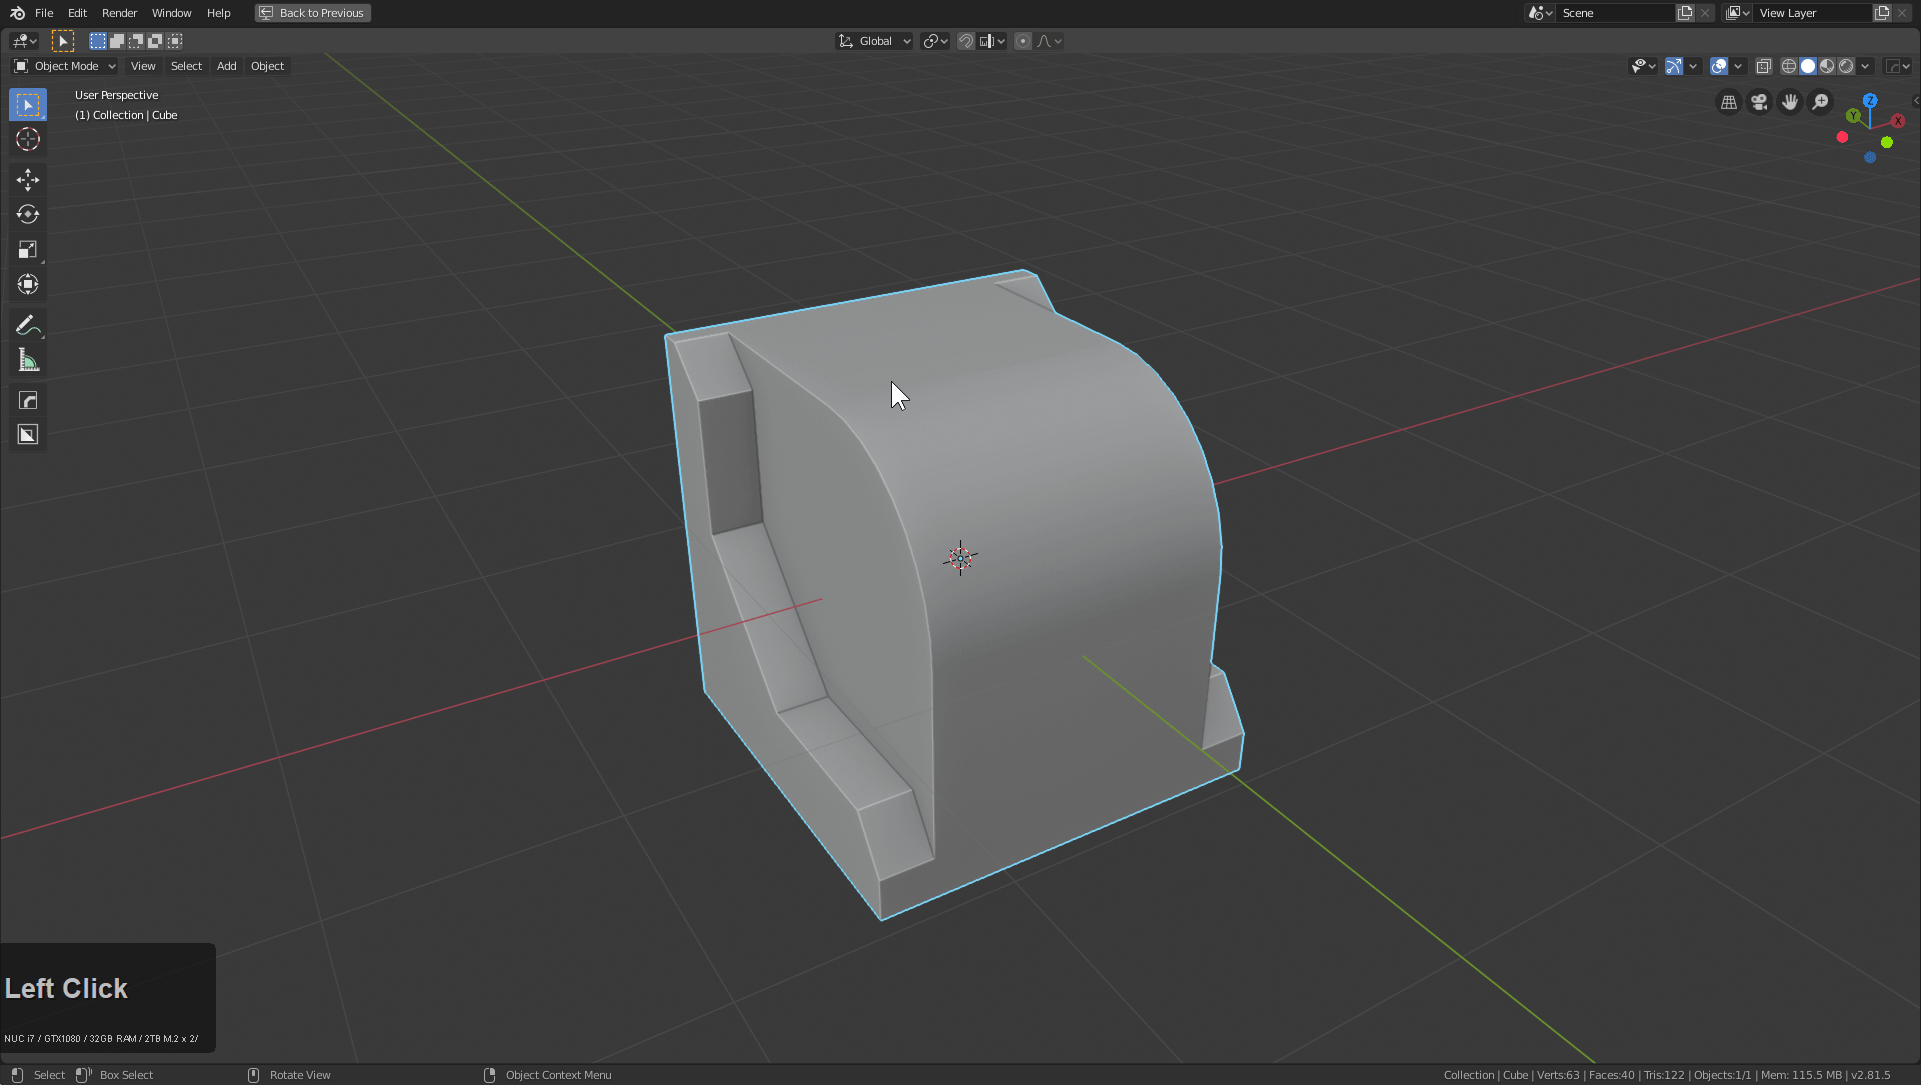 File Edit Render Window Help Back to Previous Scene View Layer
Global
Object Mode View Select Add Object
User Perspective
(1) Collection | Cube
Z
Y
X
Left Click
NUC i7 / GTX1080 / 32GB RAM / 2TB M.2 x 2/
Select Box Select Rotate View Object Context Menu Collection | Cube | Verts:63 | Faces:40 | Tris:122 | Objects:1/1 | Mem: 115.5 MB | v2.81.5